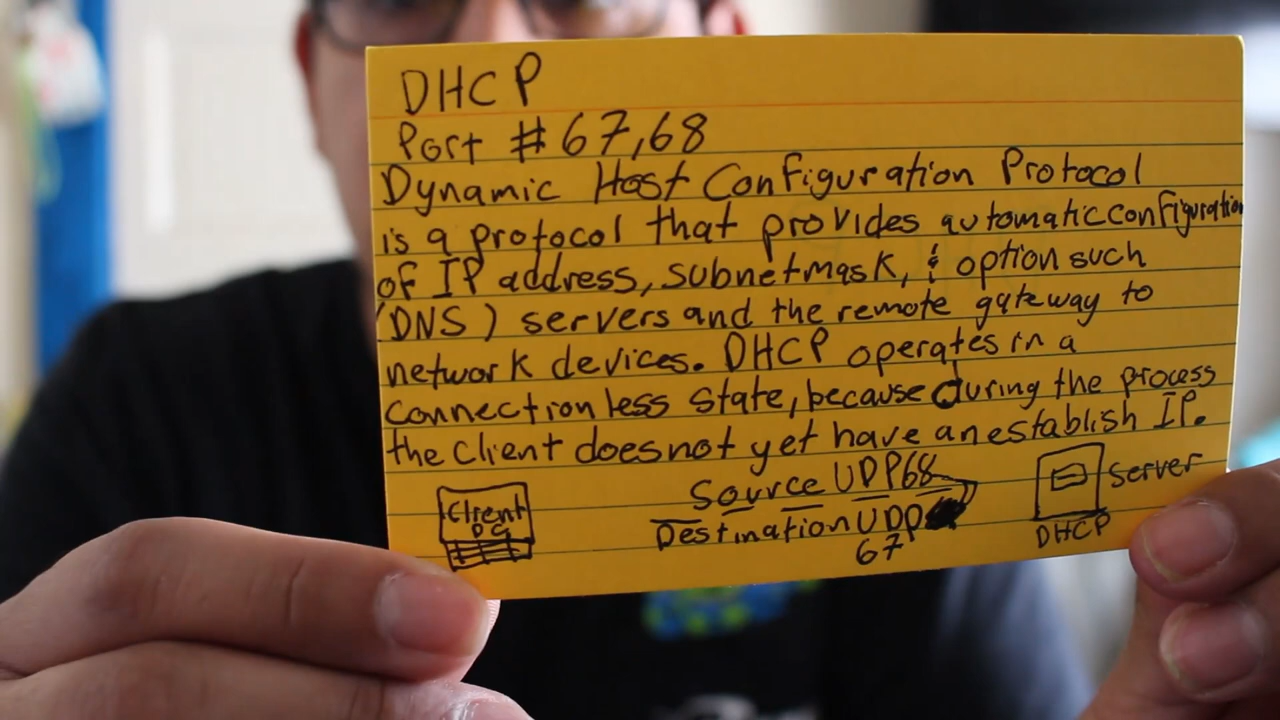 DHCP
Port # 67,68
Dynamic Host Configuration Protocol
is a protocol that provides automatic configuration
of IP address, subnetmask, & option such
(DNS) servers and the remote gateway to
network devices. DHCP operates in a
connectionless state, because during the process
the client does not yet have an establish IP.
Source UDP68
Destination UDP
67
Client
PC
Server
DHCP